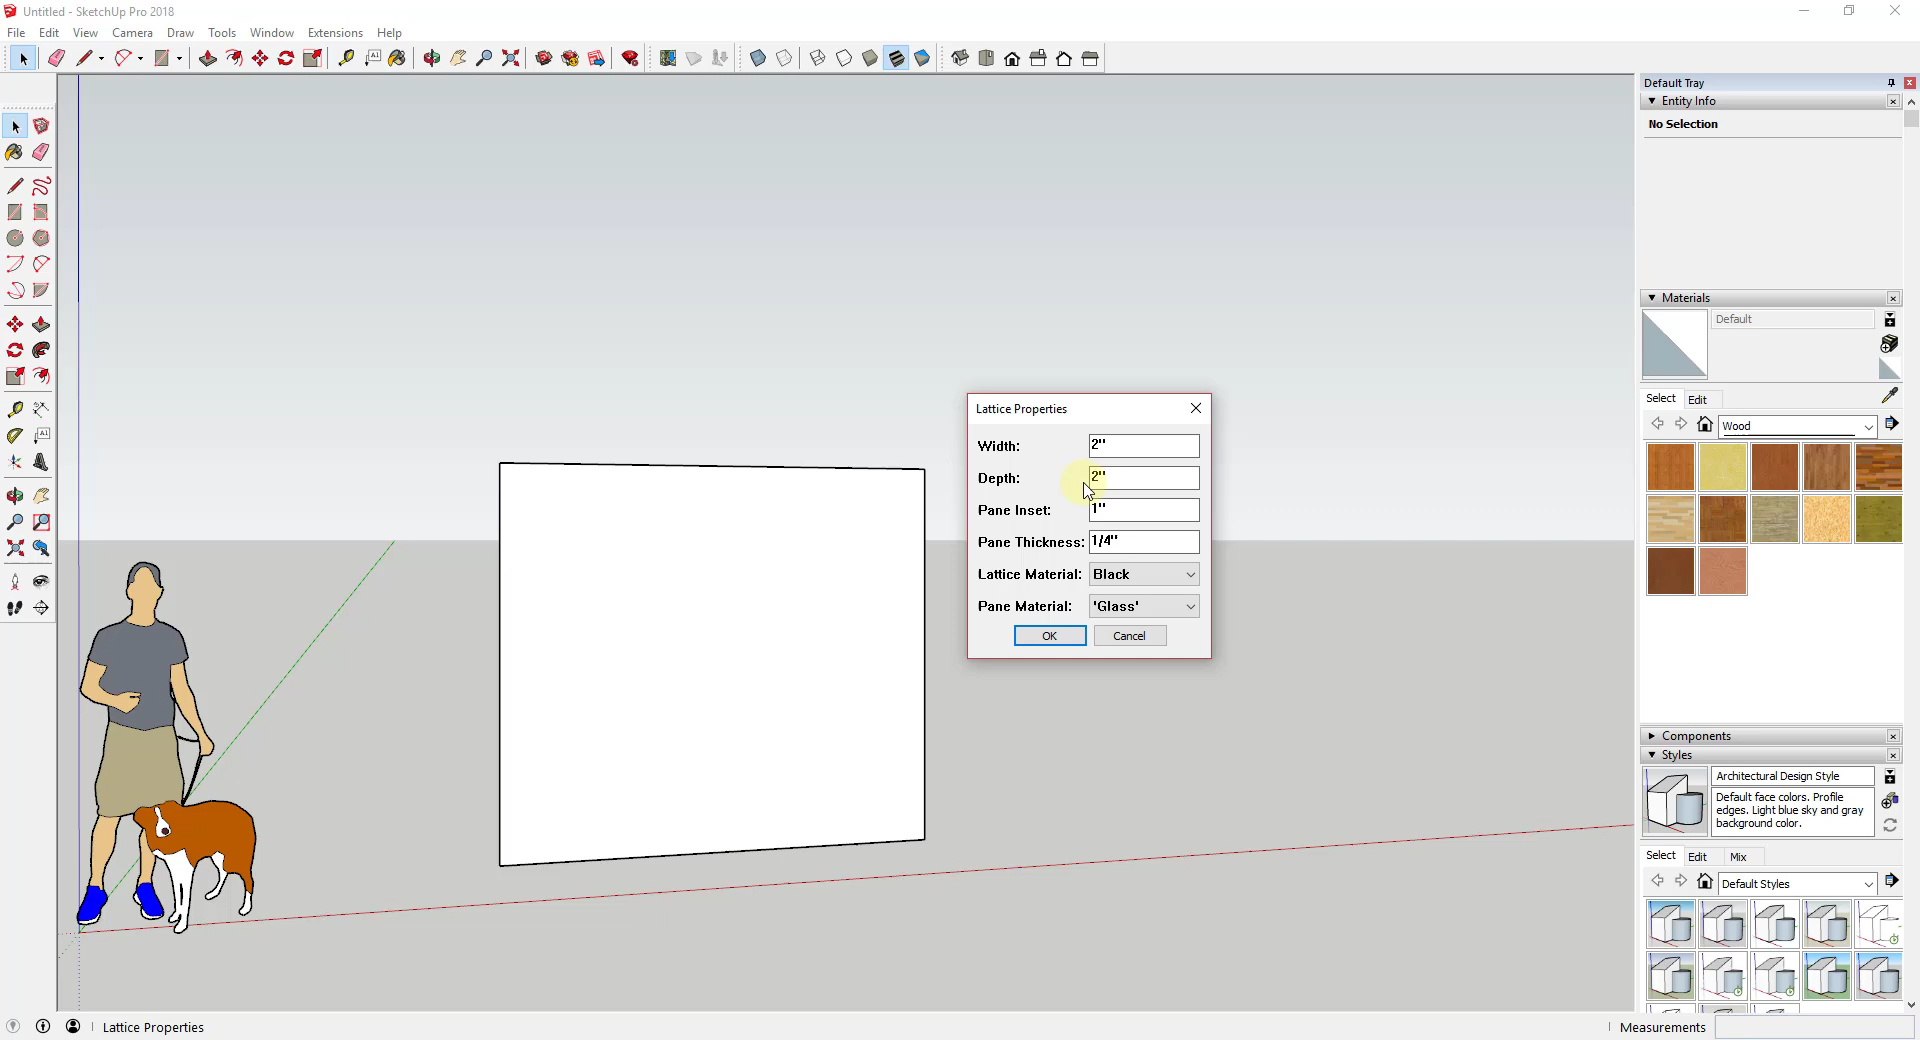 Untitled - SketchUp Pro 2018
File Edit View Camera Draw Tools Window Extensions Help
Default Tray
Entity Info
No Selection
Materials
Default
Select Edit
Wood
Lattice Properties
Width: 2"
Depth: 2"
Pane Inset: 1"
Pane Thickness: 1/4"
Lattice Material: Black
Pane Material: 'Glass'
OK Cancel
Components
Styles
Architectural Design Style
Default face colors. Profile
edges. Light blue sky and gray
background color.
Select Edit Mix
Default Styles
Lattice Properties
Measurements